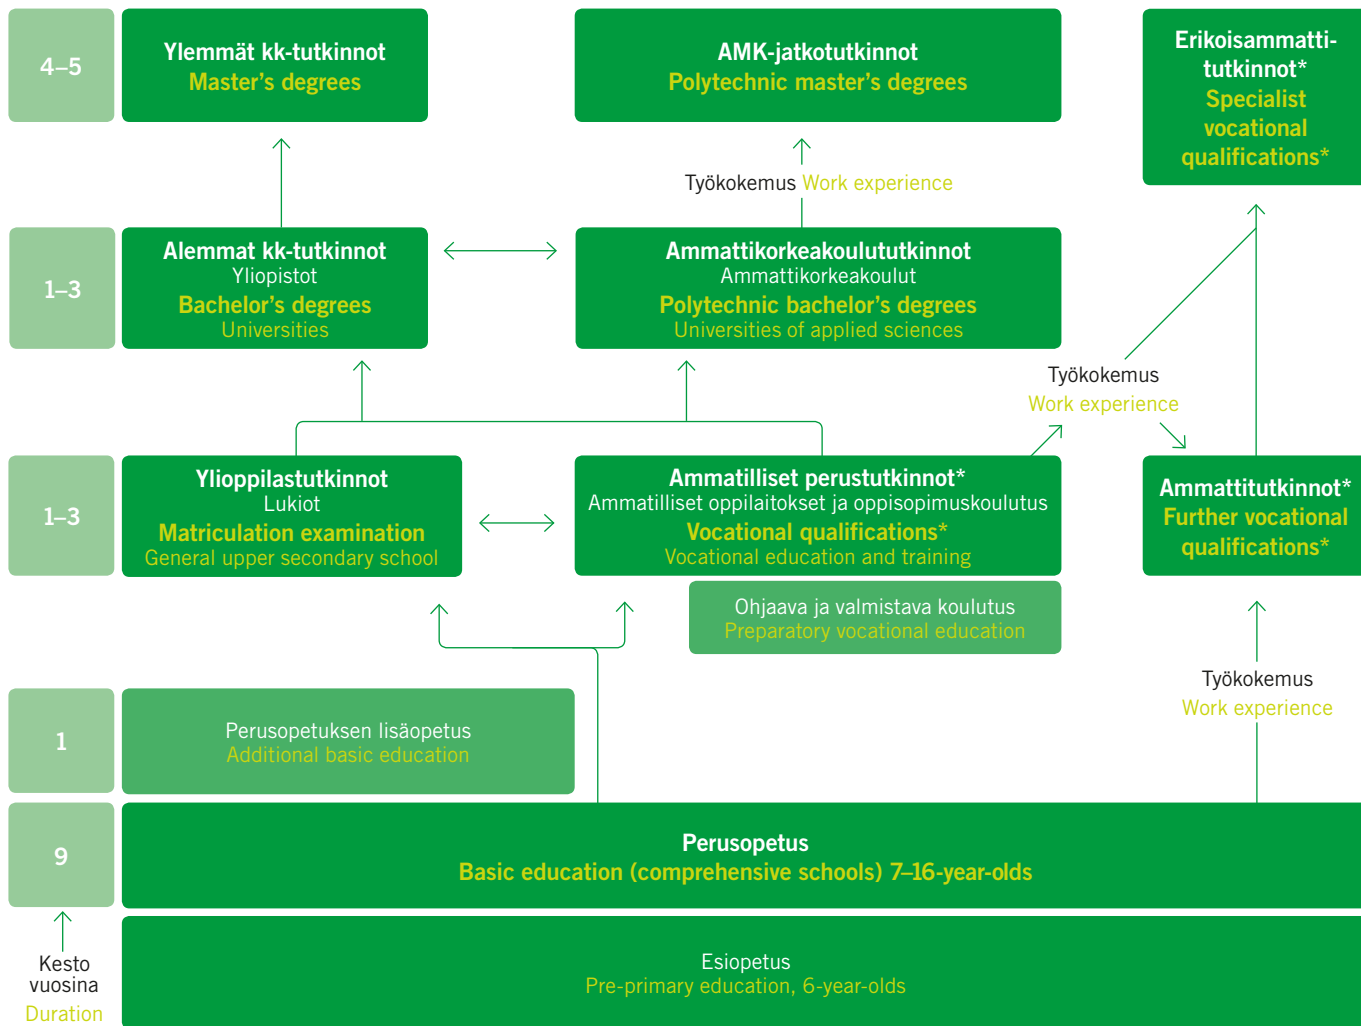 4–5
Ylemmät kk-tutkinnot
Master's degrees
AMK-jatkotutkinnot
Polytechnic master's degrees
Erikoisammatti-
tutkinnot*
Specialist
vocational
qualifications*
Työkokemus Work experience
1–3
Alemmat kk-tutkinnot
Yliopistot
Bachelor's degrees
Universities
Ammattikorkeakoulututkinnot
Ammattikorkeakoulut
Polytechnic bachelor's degrees
Universities of applied sciences
Työkokemus
Work experience
1–3
Ylioppilastutkinnot
Lukiot
Matriculation examination
General upper secondary school
Ammatilliset perustutkinnot*
Ammatilliset oppilaitokset ja oppisopimuskoulutus
Vocational qualifications*
Vocational education and training
Ammattitutkinnot*
Further vocational
qualifications*
Ohjaava ja valmistava koulutus
Preparatory vocational education
Työkokemus
Work experience
1
Perusopetuksen lisäopetus
Additional basic education
9
Perusopetus
Basic education (comprehensive schools) 7–16-year-olds
Kesto
vuosina
Duration
Esiopetus
Pre-primary education, 6-year-olds